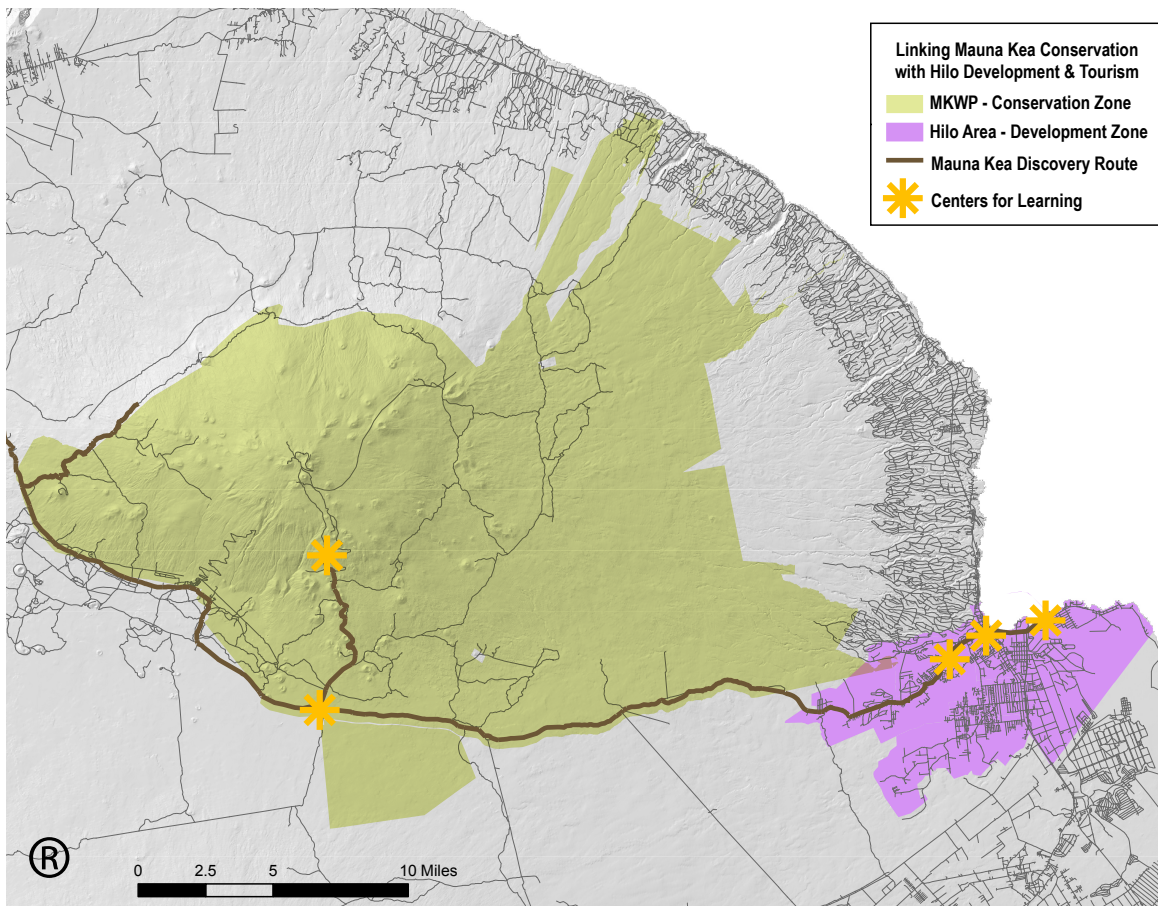 Linking Mauna Kea Conservation
with Hilo Development & Tourism
MKWP - Conservation Zone
Hilo Area - Development Zone
Mauna Kea Discovery Route
Centers for Learning
®
0 2.5 5 10 Miles